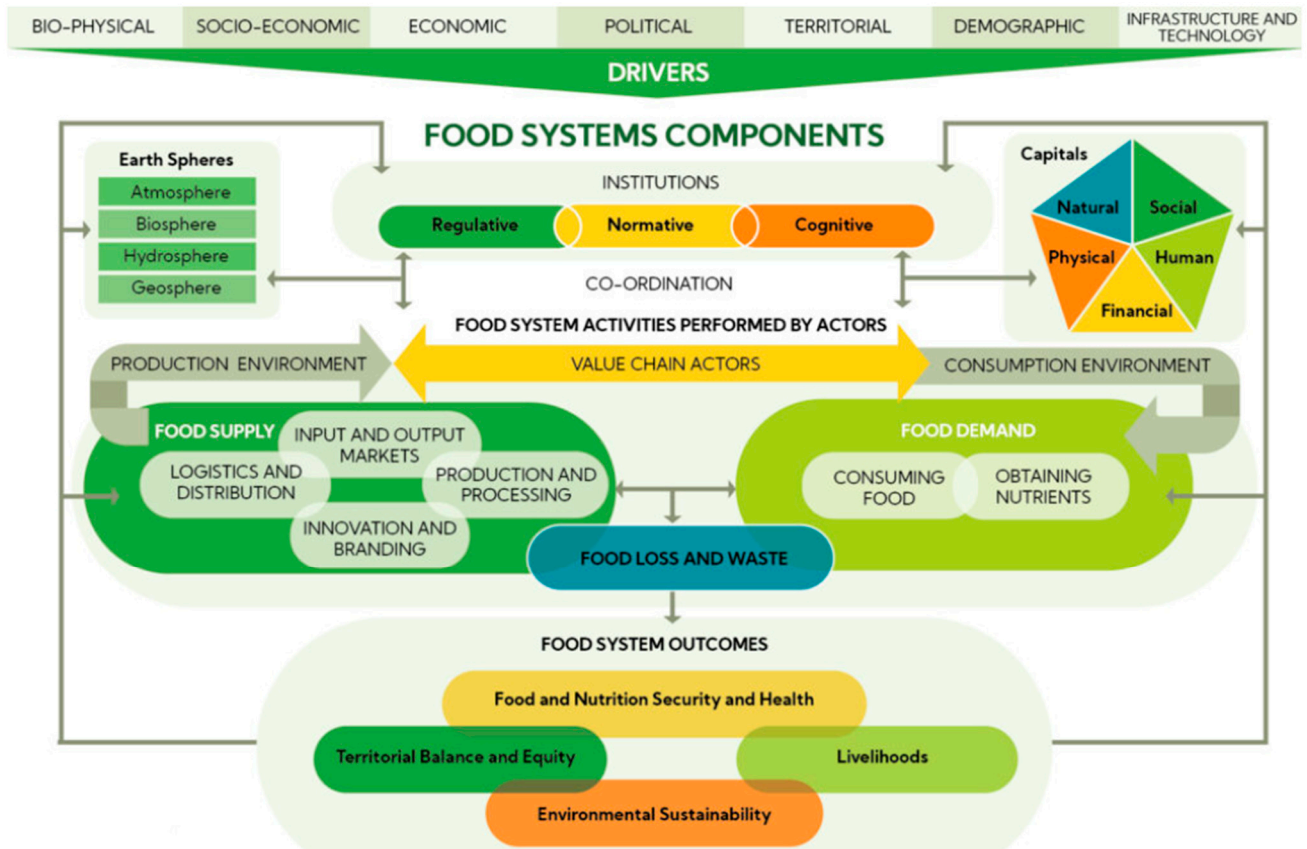 BIO-PHYSICAL
SOCIO-ECONOMIC
ECONOMIC
POLITICAL
TERRITORIAL
DEMOGRAPHIC
INFRASTRUCTURE AND
TECHNOLOGY
DRIVERS
FOOD SYSTEMS COMPONENTS
Earth Spheres
Atmosphere
Biosphere
Hydrosphere
Geosphere
INSTITUTIONS
Regulative
Normative
Cognitive
CO-ORDINATION
Capitals
Natural
Social
Physical
Human
Financial
FOOD SYSTEM ACTIVITIES PERFORMED BY ACTORS
PRODUCTION ENVIRONMENT
VALUE CHAIN ACTORS
CONSUMPTION ENVIRONMENT
FOOD SUPPLY
INPUT AND OUTPUT
MARKETS
LOGISTICS AND
DISTRIBUTION
PRODUCTION AND
PROCESSING
INNOVATION AND
BRANDING
FOOD DEMAND
CONSUMING
FOOD
OBTAINING
NUTRIENTS
FOOD LOSS AND WASTE
FOOD SYSTEM OUTCOMES
Food and Nutrition Security and Health
Territorial Balance and Equity
Livelihoods
Environmental Sustainability